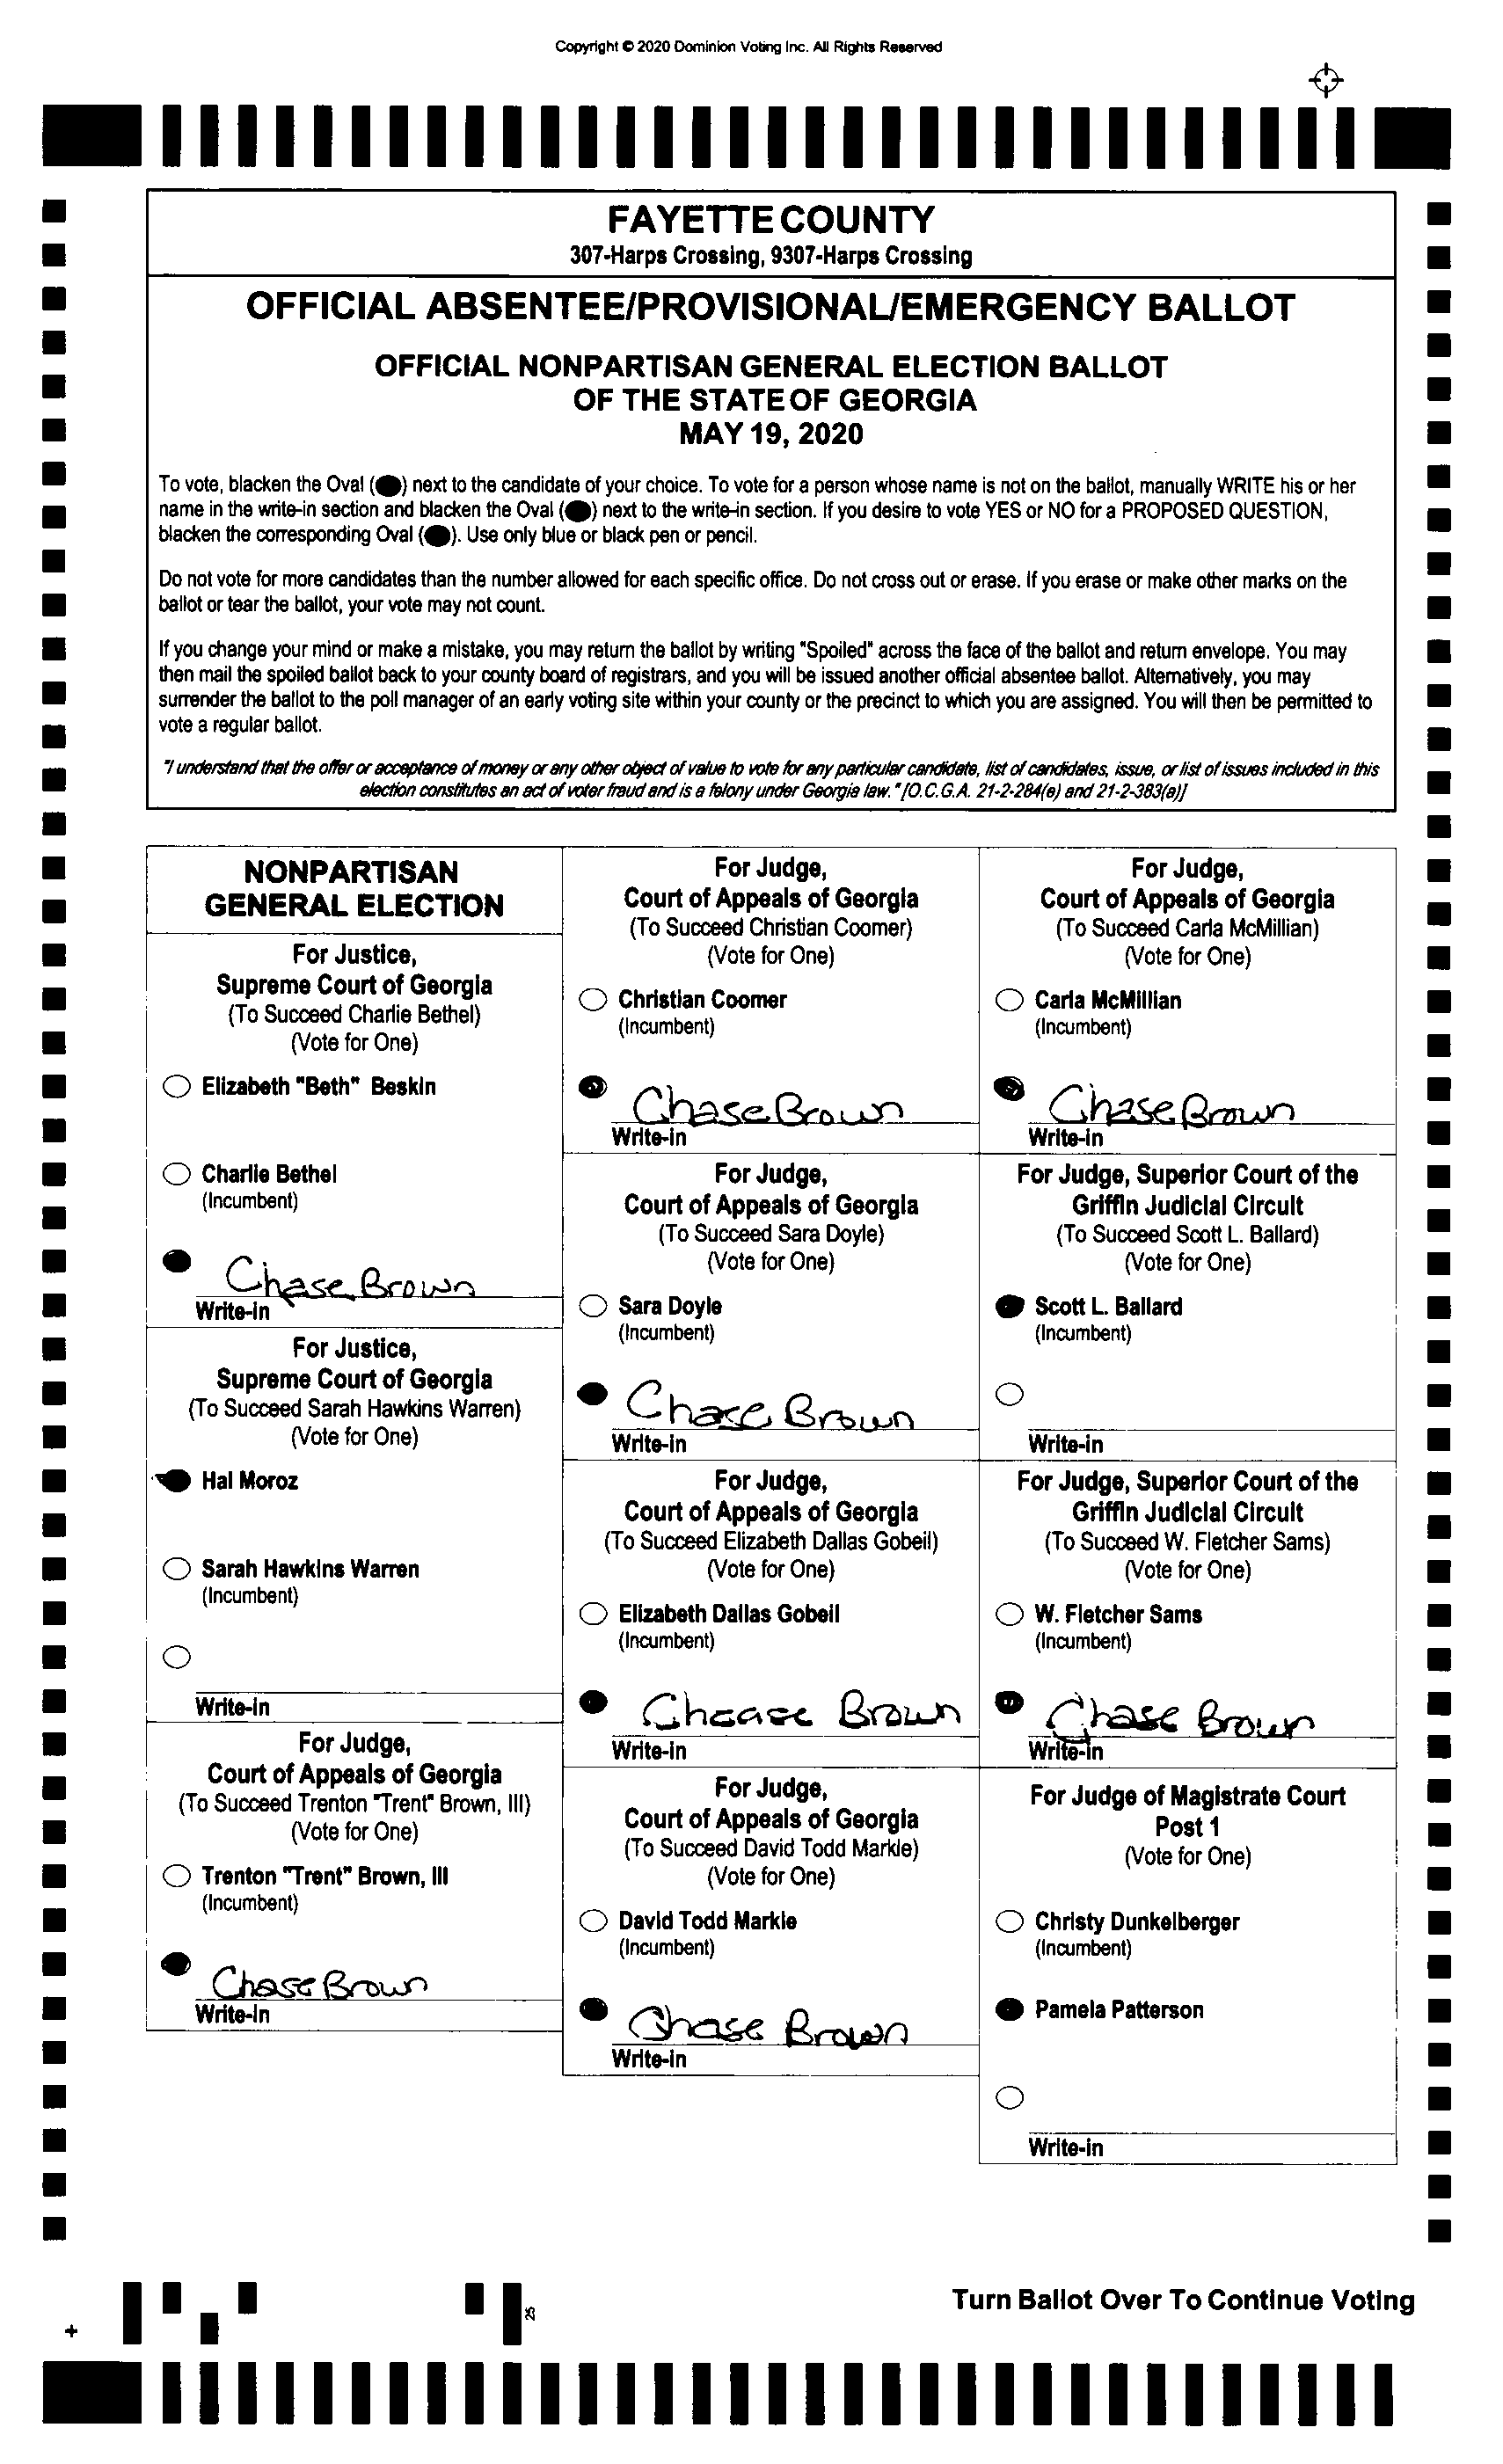 Copyright © 2020 Dominion Voting Inc. All Rights Reserved
FAYETTE COUNTY
307-Harps Crossing, 9307-Harps Crossing
OFFICIAL ABSENTEE/PROVISIONAL/EMERGENCY BALLOT
OFFICIAL NONPARTISAN GENERAL ELECTION BALLOT
OF THE STATE OF GEORGIA
MAY 19, 2020
To vote, blacken the Oval (●) next to the candidate of your choice. To vote for a person whose name is not on the ballot, manually WRITE his or her
name in the write-in section and blacken the Oval (●) next to the write-in section. If you desire to vote YES or NO for a PROPOSED QUESTION,
blacken the corresponding Oval (●). Use only blue or black pen or pencil.
Do not vote for more candidates than the number allowed for each specific office. Do not cross out or erase. If you erase or make other marks on the
ballot or tear the ballot, your vote may not count.
If you change your mind or make a mistake, you may return the ballot by writing "Spoiled" across the face of the ballot and return envelope. You may
then mail the spoiled ballot back to your county board of registrars, and you will be issued another official absentee ballot. Alternatively, you may
surrender the ballot to the poll manager of an early voting site within your county or the precinct to which you are assigned. You will then be permitted to
vote a regular ballot.
"I understand that the offer or acceptance of money or any other object of value to vote for any particular candidate, list of candidates, issue, or list of issues included in this
election constitutes an act of voter fraud and is a felony under Georgia law." [O.C.G.A. 21-2-284(e) and 21-2-383(a)]
NONPARTISAN
GENERAL ELECTION
For Justice,
Supreme Court of Georgia
(To Succeed Charlie Bethel)
(Vote for One)
Elizabeth "Beth" Beskin
Charlie Bethel
(Incumbent)
Chase Brown
Write-in
For Justice,
Supreme Court of Georgia
(To Succeed Sarah Hawkins Warren)
(Vote for One)
Hal Moroz
Sarah Hawkins Warren
(Incumbent)
Write-in
For Judge,
Court of Appeals of Georgia
(To Succeed Trenton "Trent" Brown, III)
(Vote for One)
Trenton "Trent" Brown, III
(Incumbent)
Chase Brown
Write-in
For Judge,
Court of Appeals of Georgia
(To Succeed Christian Coomer)
(Vote for One)
Christian Coomer
(Incumbent)
Chase Brown
Write-in
For Judge,
Court of Appeals of Georgia
(To Succeed Sara Doyle)
(Vote for One)
Sara Doyle
(Incumbent)
Chase Brown
Write-in
For Judge,
Court of Appeals of Georgia
(To Succeed Elizabeth Dallas Gobeil)
(Vote for One)
Elizabeth Dallas Gobeil
(Incumbent)
Chease Brown
Write-in
For Judge,
Court of Appeals of Georgia
(To Succeed David Todd Markle)
(Vote for One)
David Todd Markle
(Incumbent)
Chase Brown
Write-in
For Judge,
Court of Appeals of Georgia
(To Succeed Carla McMillian)
(Vote for One)
Carla McMillian
(Incumbent)
Chase Brown
Write-in
For Judge, Superior Court of the
Griffin Judicial Circuit
(To Succeed Scott L. Ballard)
(Vote for One)
Scott L. Ballard
(Incumbent)
Write-in
For Judge, Superior Court of the
Griffin Judicial Circuit
(To Succeed W. Fletcher Sams)
(Vote for One)
W. Fletcher Sams
(Incumbent)
Chase Brown
Write-in
For Judge of Magistrate Court
Post 1
(Vote for One)
Christy Dunkelberger
(Incumbent)
Pamela Patterson
Write-in
25
Turn Ballot Over To Continue Voting